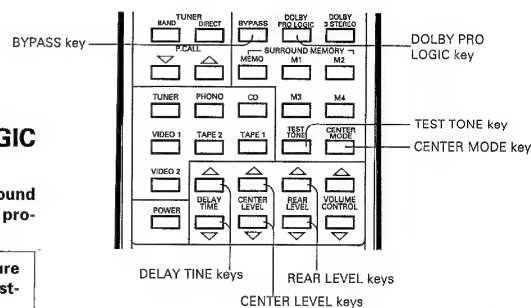 TUNER
BAND DIRECT BYPASS DOLBY PRO LOGIC DOLBY 3 STEREO
P.CALL
SURROUND MEMORY
MEMO M1 M2
TUNER PHONO CD M3 M4
VIDEO 1 TAPE 2 TAPE 1 TEST TONE CENTER MODE
VIDEO 2
POWER DELAY TIME CENTER LEVEL REAR LEVEL VOLUME CONTROL
BYPASS key
DOLBY PRO
LOGIC key
TEST TONE key
CENTER MODE key
DELAY TINE keys
REAR LEVEL keys
CENTER LEVEL keys
GIC
ound
pro-
ure
st-